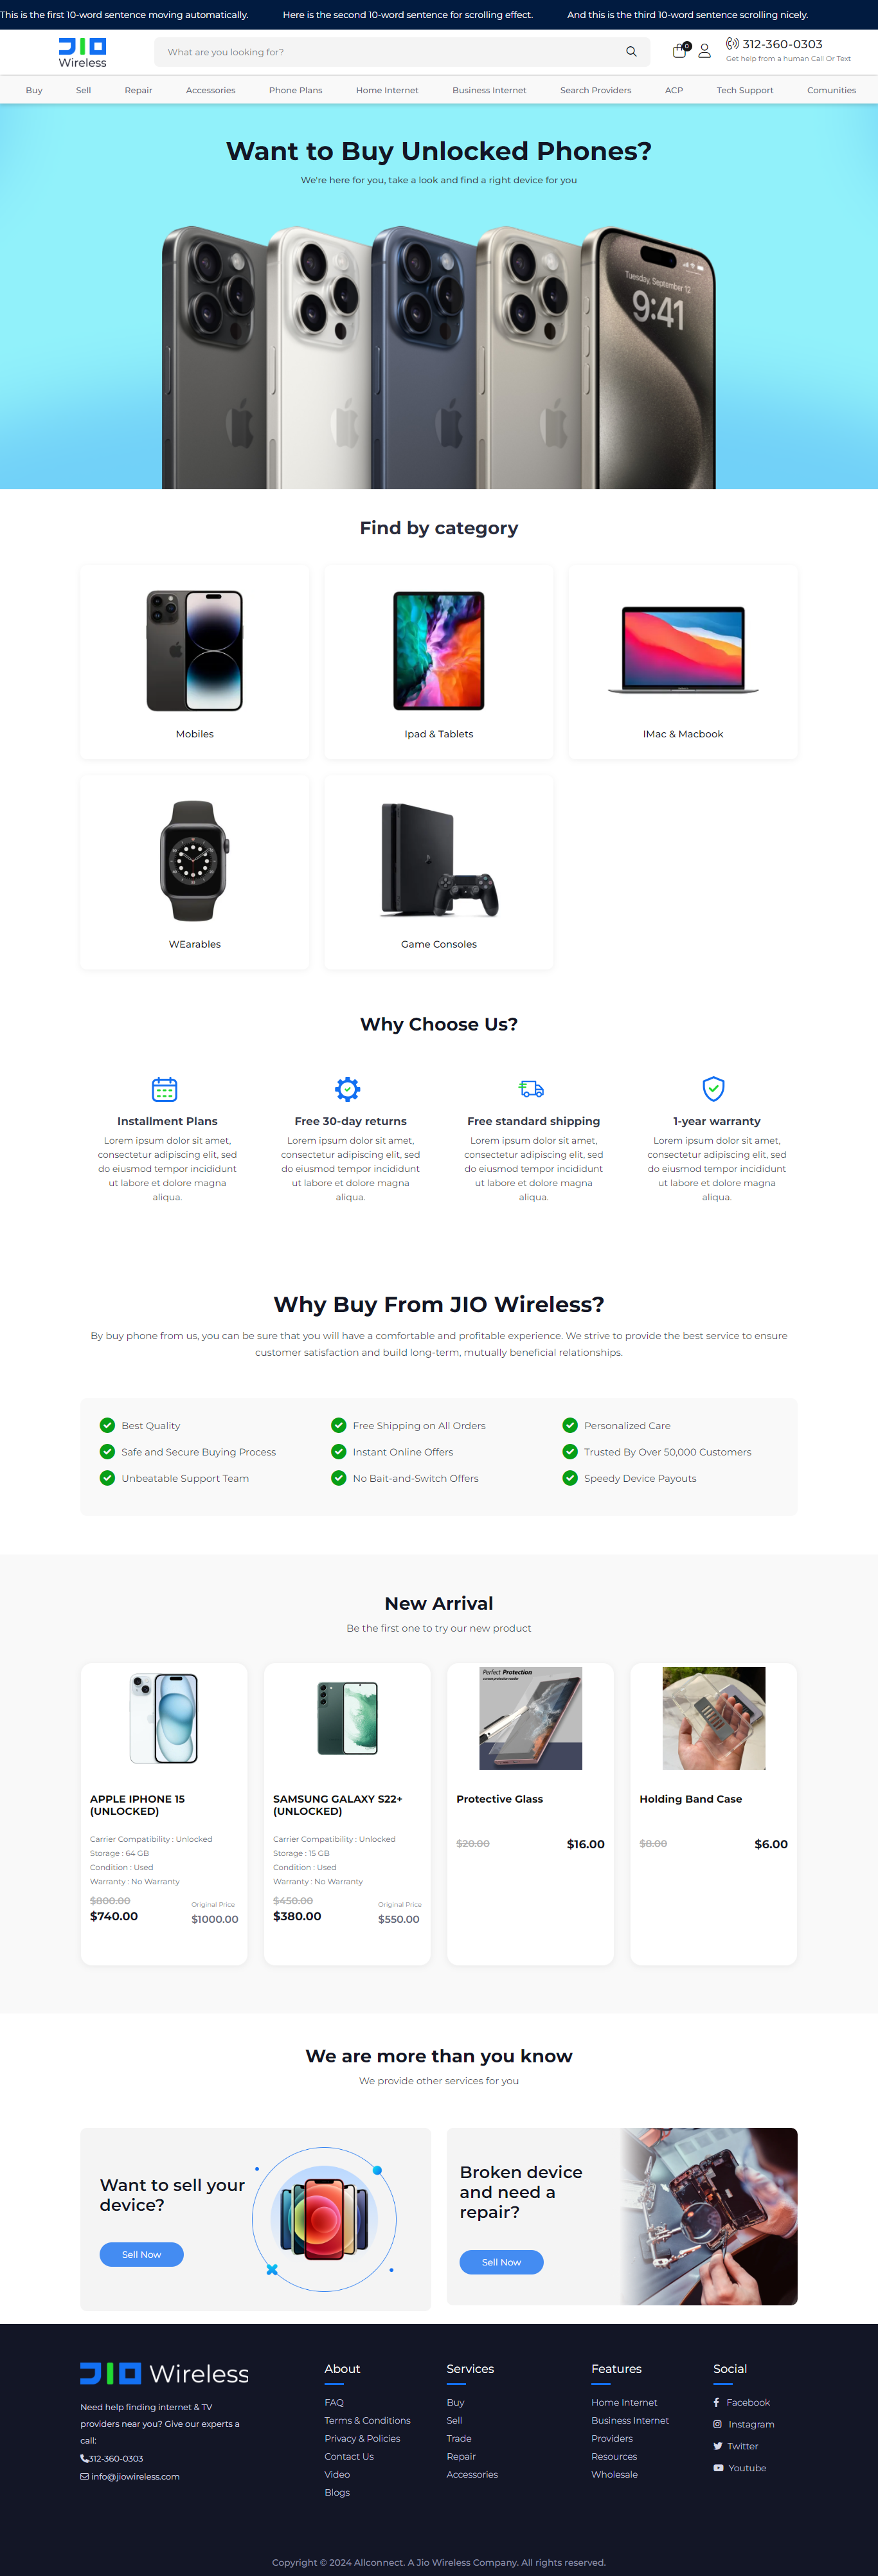 This is the first 10-word sentence moving automatically. Here is the second 10-word sentence for scrolling effect. And this is the third 10-word sentence scrolling nicely.
JIO
Wireless
What are you looking for?
0
312-360-0303
Get help from a human Call Or Text
Buy Sell Repair Accessories Phone Plans Home Internet Business Internet Search Providers ACP Tech Support Comunities
Want to Buy Unlocked Phones?
We're here for you, take a look and find a right device for you
Tuesday, September 12
9:41
Find by category
Mobiles
Ipad & Tablets
IMac & Macbook
WEarables
Game Consoles
Why Choose Us?
Installment Plans
Lorem ipsum dolor sit amet,
consectetur adipiscing elit, sed
do eiusmod tempor incididunt
ut labore et dolore magna
aliqua.
Free 30-day returns
Lorem ipsum dolor sit amet,
consectetur adipiscing elit, sed
do eiusmod tempor incididunt
ut labore et dolore magna
aliqua.
Free standard shipping
Lorem ipsum dolor sit amet,
consectetur adipiscing elit, sed
do eiusmod tempor incididunt
ut labore et dolore magna
aliqua.
1-year warranty
Lorem ipsum dolor sit amet,
consectetur adipiscing elit, sed
do eiusmod tempor incididunt
ut labore et dolore magna
aliqua.
Why Buy From JIO Wireless?
By buy phone from us, you can be sure that you will have a comfortable and profitable experience. We strive to provide the best service to ensure
customer satisfaction and build long-term, mutually beneficial relationships.
Best Quality
Free Shipping on All Orders
Personalized Care
Safe and Secure Buying Process
Instant Online Offers
Trusted By Over 50,000 Customers
Unbeatable Support Team
No Bait-and-Switch Offers
Speedy Device Payouts
New Arrival
Be the first one to try our new product
APPLE IPHONE 15
(UNLOCKED)
Carrier Compatibility : Unlocked
Storage : 64 GB
Condition : Used
Warranty : No Warranty
$800.00
$740.00
Original Price
$1000.00
SAMSUNG GALAXY S22+
(UNLOCKED)
Carrier Compatibility : Unlocked
Storage : 15 GB
Condition : Used
Warranty : No Warranty
$450.00
$380.00
Original Price
$550.00
Perfect Protection
Protective Glass
$20.00
$16.00
Holding Band Case
$8.00
$6.00
We are more than you know
We provide other services for you
Want to sell your
device?
Sell Now
Broken device
and need a
repair?
Sell Now
JIO Wireless
Need help finding internet & TV
providers near you? Give our experts a
call:
312-360-0303
info@jiowireless.com
About
FAQ
Terms & Conditions
Privacy & Policies
Contact Us
Video
Blogs
Services
Buy
Sell
Trade
Repair
Accessories
Features
Home Internet
Business Internet
Providers
Resources
Wholesale
Social
Facebook
Instagram
Twitter
Youtube
Copyright © 2024 Allconnect. A Jio Wireless Company. All rights reserved.